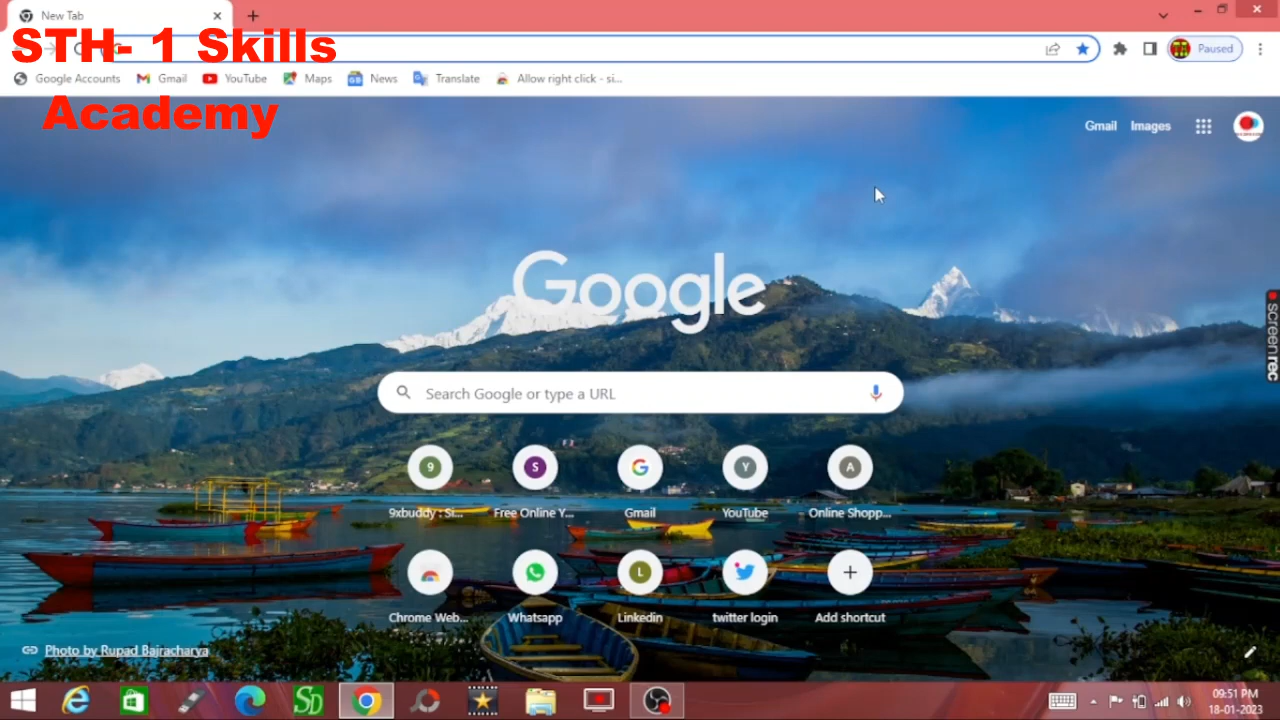 New Tab
STH- 1 Skills
Academy
Paused
Google Accounts
Gmail
YouTube
Maps
News
Translate
Allow right click - si...
Gmail
Images
Google
Search Google or type a URL
9
S
G
Y
A
9xbuddy : Si...
Free Online Y...
Gmail
YouTube
Online Shopp...
L
Chrome Web...
Whatsapp
Linkedin
twitter login
Add shortcut
Photo by Rupad Bajracharya
screenrec
SD
09:51 PM
18-01-2023